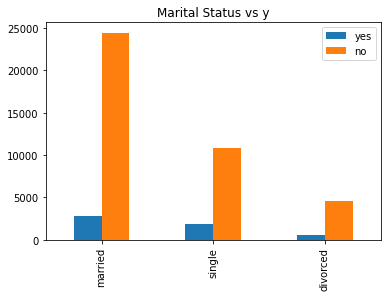 Marital Status vs y
yes
no
25000
20000
15000
10000
5000
0
married
single
divorced